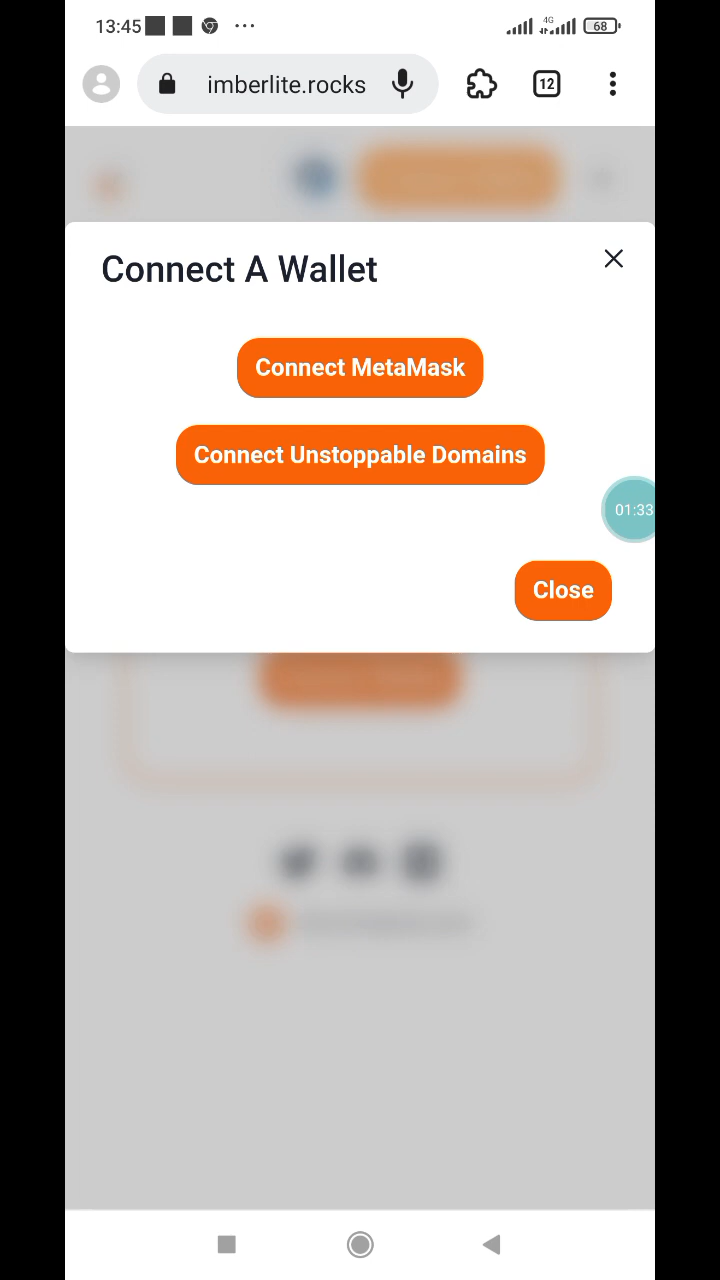 13:45
4G
68
imberlite.rocks
12
Connect A Wallet
Connect MetaMask
Connect Unstoppable Domains
01:33
Close